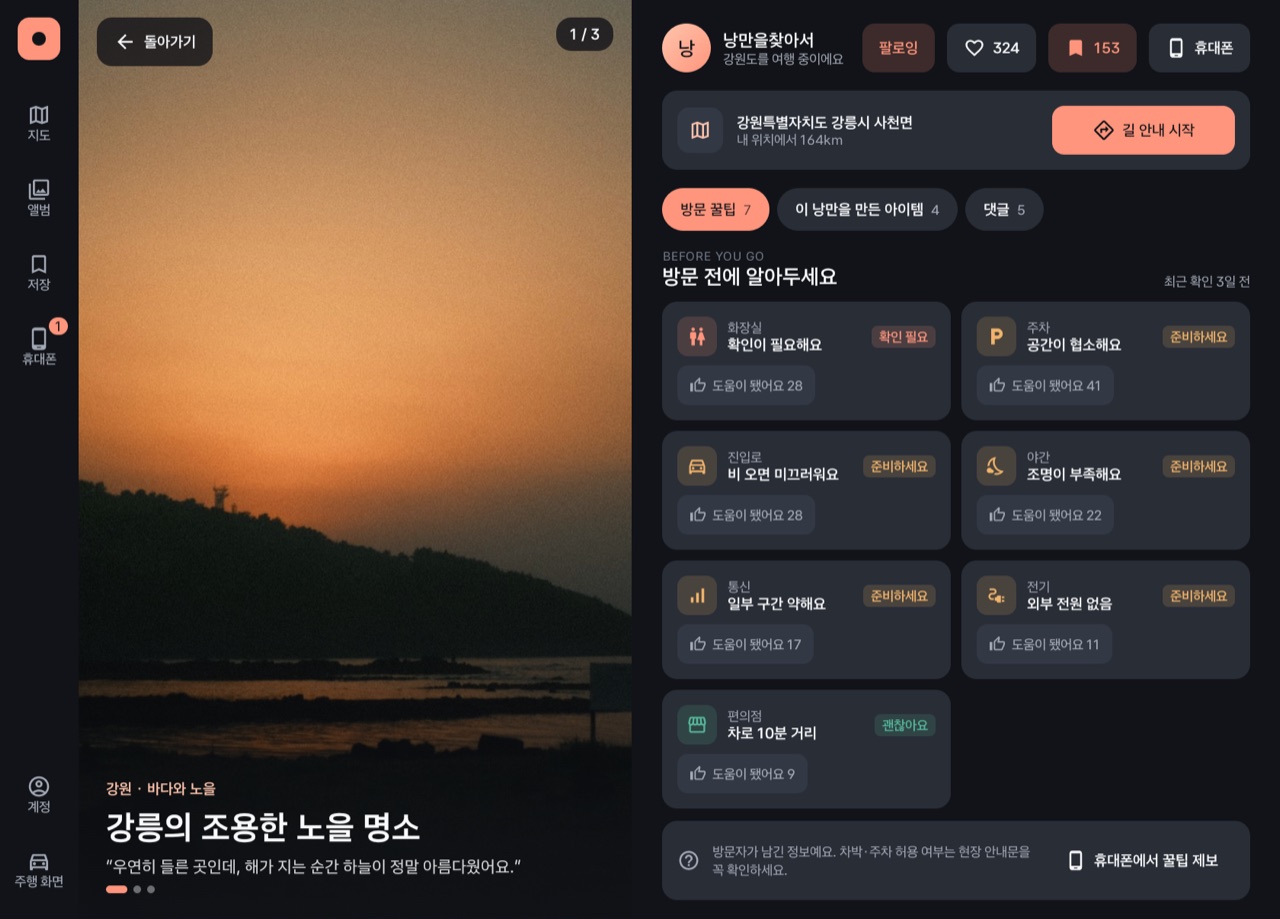 지도
앨범
저장
1
휴대폰
계정
주행 화면
돌아가기
1 / 3
강원 · 바다와 노을
강릉의 조용한 노을 명소
“우연히 들른 곳인데, 해가 지는 순간 하늘이 정말 아름다웠어요.”
낭
낭만을찾아서
강원도를 여행 중이에요
팔로잉
324
153
휴대폰
강원특별자치도 강릉시 사천면
내 위치에서 164km
길 안내 시작
방문 꿀팁 7
이 낭만을 만든 아이템 4
댓글 5
BEFORE YOU GO
방문 전에 알아두세요
최근 확인 3일 전
화장실
확인이 필요해요
확인 필요
도움이 됐어요 28
주차
공간이 협소해요
준비하세요
도움이 됐어요 41
진입로
비 오면 미끄러워요
준비하세요
도움이 됐어요 28
야간
조명이 부족해요
준비하세요
도움이 됐어요 22
통신
일부 구간 약해요
준비하세요
도움이 됐어요 17
전기
외부 전원 없음
준비하세요
도움이 됐어요 11
편의점
차로 10분 거리
괜찮아요
도움이 됐어요 9
방문자가 남긴 정보예요. 차박·주차 허용 여부는 현장 안내문을
꼭 확인하세요.
휴대폰에서 꿀팁 제보